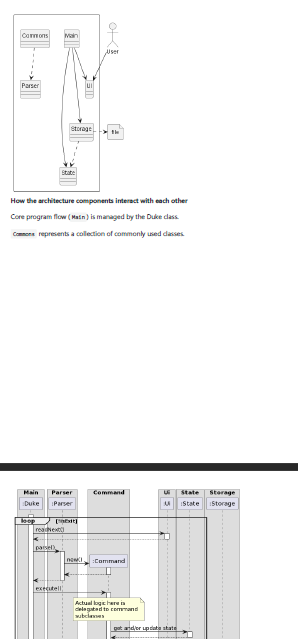 Commons
Main
User
Parser
Ui
Storage
file
State
How the architecture components interact with each other
Core program flow (Main) is managed by the Duke class.
Commons represents a collection of commonly used classes.
Main Parser Command Ui State Storage
:Duke :Parser :Ui :State :Storage
loop [!isExit]
readNext()
parse()
new()
:Command
execute()
Actual logic here is
delegated to command
subclasses
get and/or update state